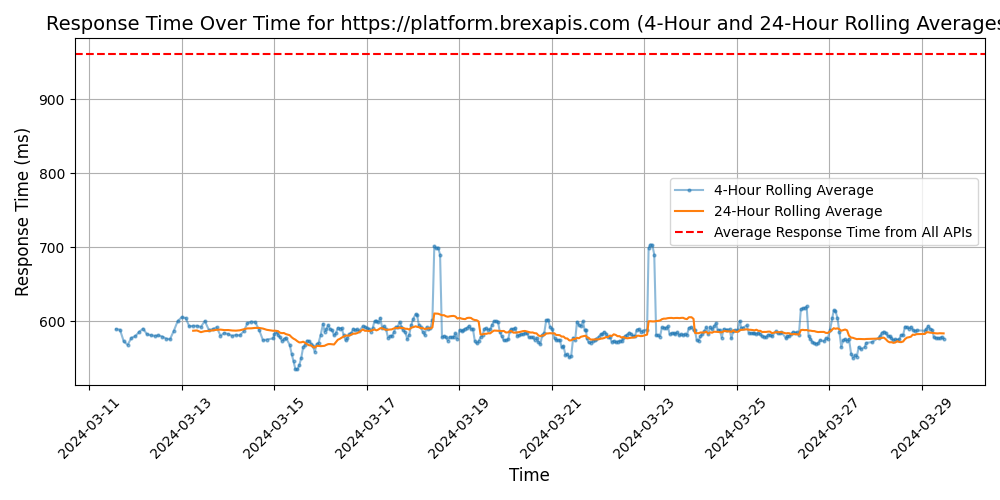 Response Time Over Time for https://platform.brexapis.com (4-Hour and 24-Hour Rolling Averages
Response Time (ms)
900
800
700
600
4-Hour Rolling Average
24-Hour Rolling Average
Average Response Time from All APIs
2024-03-11
2024-03-13
2024-03-15
2024-03-17
2024-03-19
2024-03-21
2024-03-23
2024-03-25
2024-03-27
2024-03-29
Time